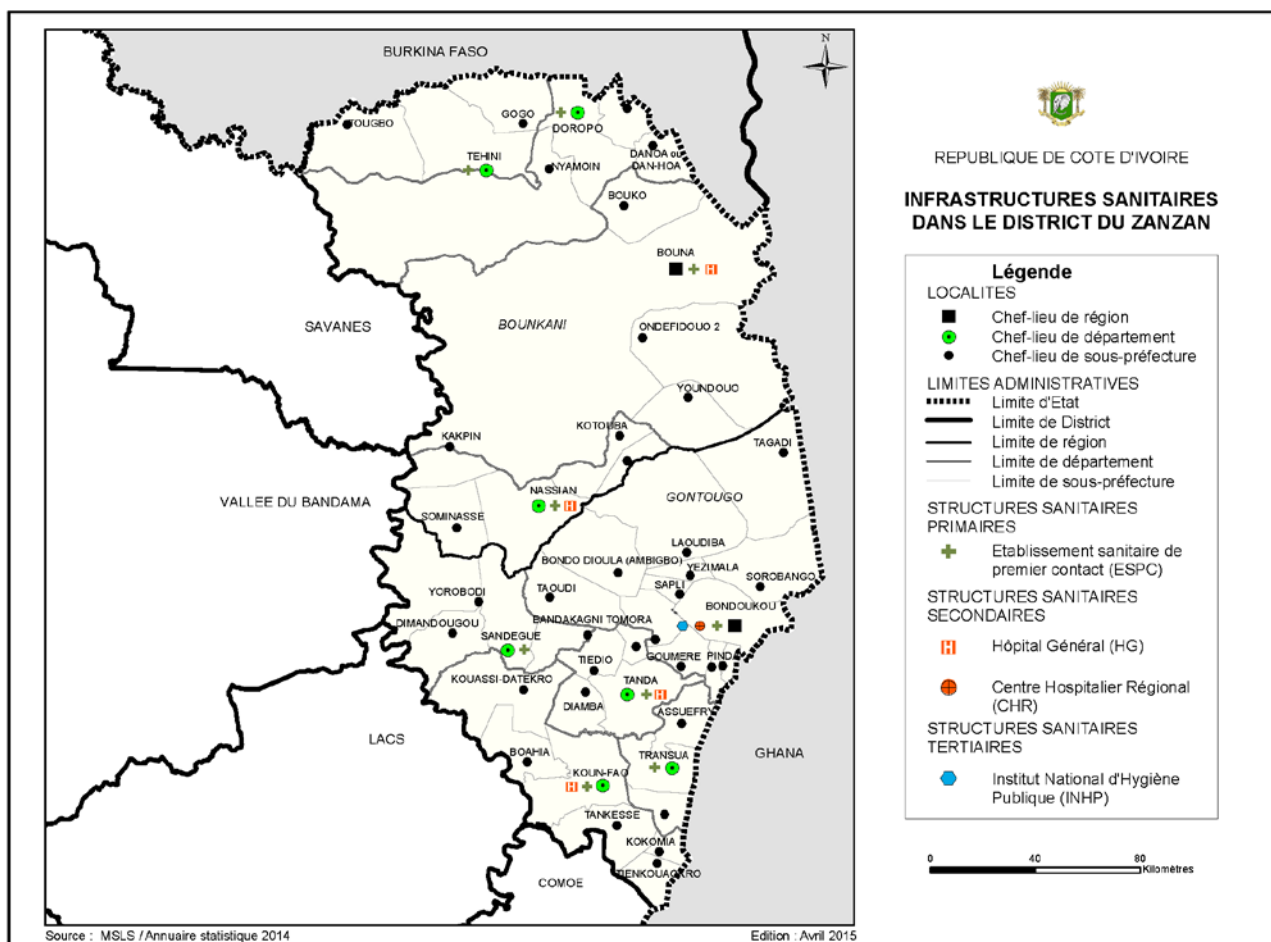 BURKINA FASO
N
TOUGBO
GOGO
DOROPO
TEHINI
NYAMOIN
DANOA ou
DAN-HOA
BOUKO
BOUNA
SAVANES
BOUNKANI
ONDEFIDOUO 2
YOUNDOUO
KOTOUBA
KAKPIN
TAGADI
VALLEE DU BANDAMA
NASSIAN
GONTOUGO
SOMINASSE
LAOUDIBA
BONDO DIOULA (AMBIGBO)
YEZIMALA
SAPLI
SOROBANGO
YOROBODI
TAOUDI
BONDOUKOU
DIMANDOUGOU
BANDAKAGNI TOMORA
SANDEGUE
GOUMERE
PINDA
TIEDIO
KOUASSI-DATEKRO
TANDA
DIAMBA
ASSUEFRY
LACS
GHANA
BOAHIA
TRANSUA
KOUN-FAO
TANKESSE
KOKOMIA
TIENKOUAOKRO
COMOE
Source : MSLS / Annuaire statistique 2014
Edition : Avril 2015
REPUBLIQUE DE COTE D'IVOIRE
INFRASTRUCTURES SANITAIRES
DANS LE DISTRICT DU ZANZAN
Légende
LOCALITES
Chef-lieu de région
Chef-lieu de département
Chef-lieu de sous-préfecture
LIMITES ADMINISTRATIVES
Limite d'Etat
Limite de District
Limite de région
Limite de département
Limite de sous-préfecture
STRUCTURES SANITAIRES
PRIMAIRES
Etablissement sanitaire de
premier contact (ESPC)
STRUCTURES SANITAIRES
SECONDAIRES
H Hôpital Général (HG)
Centre Hospitalier Régional
(CHR)
STRUCTURES SANITAIRES
TERTIAIRES
Institut National d'Hygiène
Publique (INHP)
0 40 80
Kilomètres